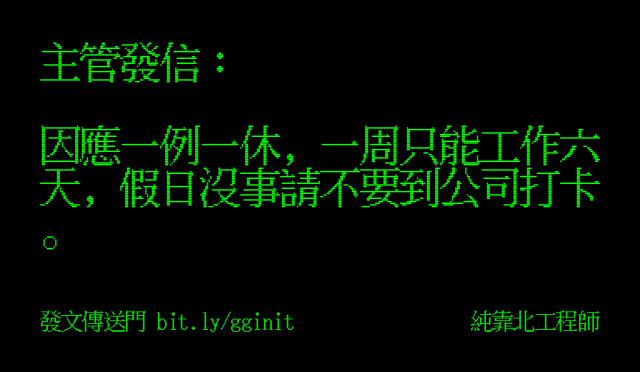 主管發信：
因應一例一休，一周只能工作六
天，假日沒事請不要到公司打卡
。
發文傳送門 bit.ly/gginit
純靠北工程師